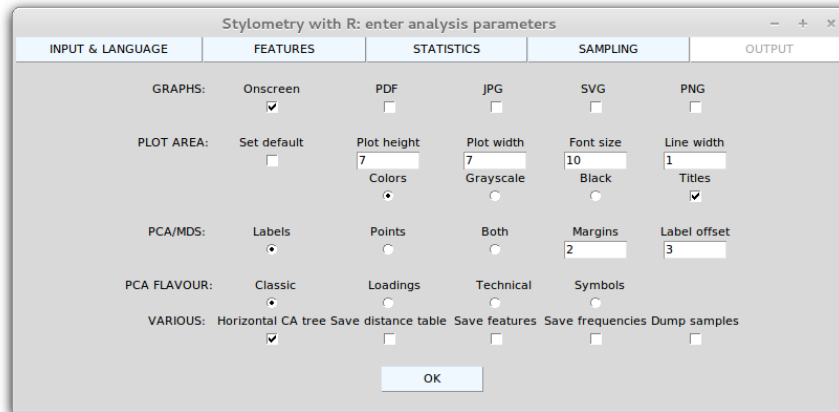 Stylometry with R: enter analysis parameters
INPUT & LANGUAGE FEATURES STATISTICS SAMPLING OUTPUT
GRAPHS: Onscreen PDF JPG SVG PNG
PLOT AREA: Set default Plot height Plot width Font size Line width
7 7 10 1
Colors Grayscale Black Titles
PCA/MDS: Labels Points Both Margins Label offset
2 3
PCA FLAVOUR: Classic Loadings Technical Symbols
VARIOUS: Horizontal CA tree Save distance table Save features Save frequencies Dump samples
OK